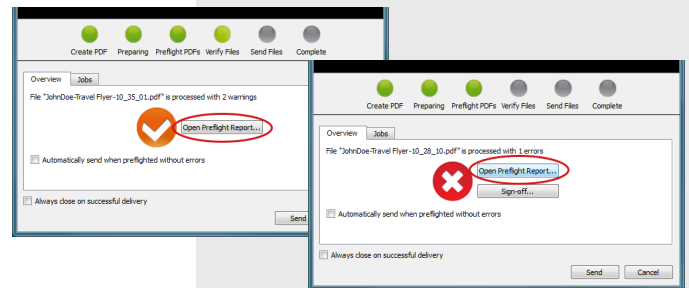 Create PDF Preparing Preflight PDFs Verify Files Send Files Complete
Overview Jobs
File "JohnDoe-Travel Flyer-10_35_01.pdf" is processed with 2 warnings
Open Preflight Report...
Automatically send when preflighted without errors
Always close on successful delivery
Send
Create PDF Preparing Preflight PDFs Verify Files Send Files Complete
Overview Jobs
File "JohnDoe-Travel Flyer-10_28_10.pdf" is processed with 1 errors
Open Preflight Report...
Sign-off...
Automatically send when preflighted without errors
Always close on successful delivery
Send Cancel